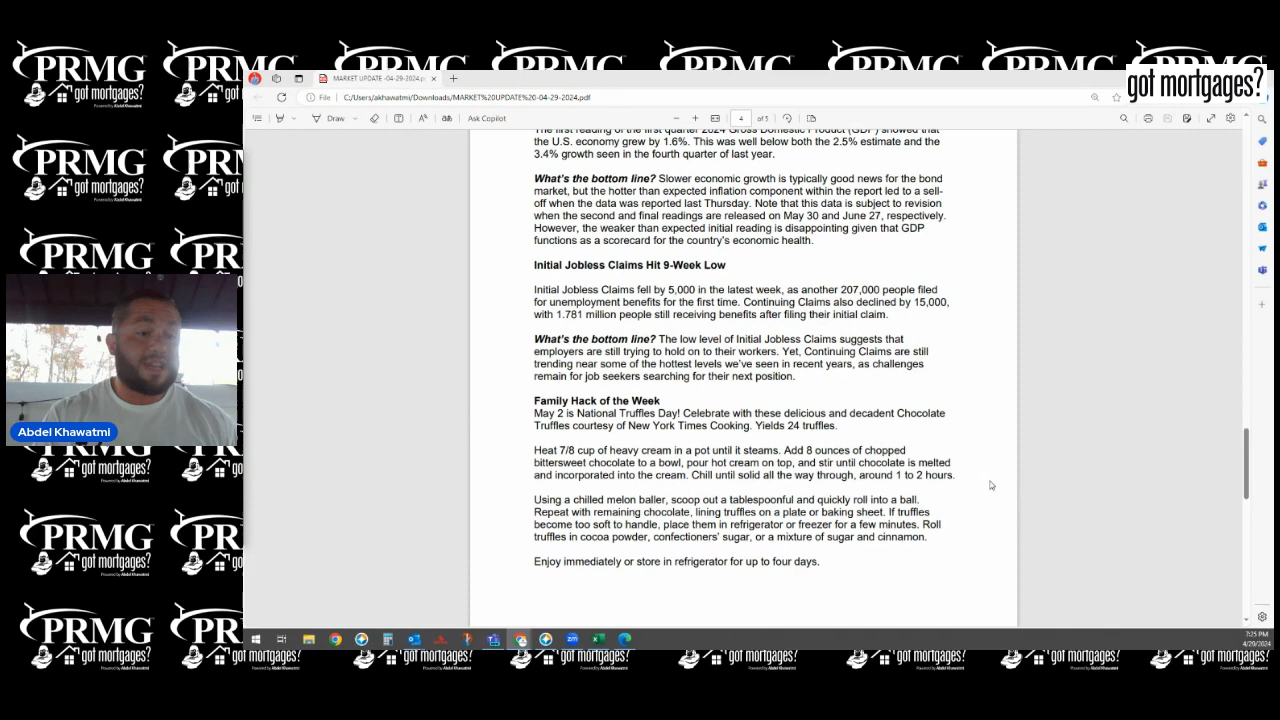 PRMG
got mortgages?
Powered by Abdel Khawatmi
got mortgages?
MARKET UPDATE -04-29-2024.p
File
C:/Users/akhawatmi/Downloads/MARKET%20UPDATE%20-04-29-2024.pdf
Draw
Ask Copilot
4 of 5
The first reading of the first quarter 2024 Gross Domestic Product (GDP) showed that
the U.S. economy grew by 1.6%. This was well below both the 2.5% estimate and the
3.4% growth seen in the fourth quarter of last year.
What's the bottom line? Slower economic growth is typically good news for the bond
market, but the hotter than expected inflation component within the report led to a sell-
off when the data was reported last Thursday. Note that this data is subject to revision
when the second and final readings are released on May 30 and June 27, respectively.
However, the weaker than expected initial reading is disappointing given that GDP
functions as a scorecard for the country's economic health.
Initial Jobless Claims Hit 9-Week Low
Initial Jobless Claims fell by 5,000 in the latest week, as another 207,000 people filed
for unemployment benefits for the first time. Continuing Claims also declined by 15,000,
with 1.781 million people still receiving benefits after filing their initial claim.
What's the bottom line? The low level of Initial Jobless Claims suggests that
employers are still trying to hold on to their workers. Yet, Continuing Claims are still
trending near some of the hottest levels we've seen in recent years, as challenges
remain for job seekers searching for their next position.
Family Hack of the Week
May 2 is National Truffles Day! Celebrate with these delicious and decadent Chocolate
Truffles courtesy of New York Times Cooking. Yields 24 truffles.
Heat 7/8 cup of heavy cream in a pot until it steams. Add 8 ounces of chopped
bittersweet chocolate to a bowl, pour hot cream on top, and stir until chocolate is melted
and incorporated into the cream. Chill until solid all the way through, around 1 to 2 hours.
Using a chilled melon baller, scoop out a tablespoonful and quickly roll into a ball.
Repeat with remaining chocolate, lining truffles on a plate or baking sheet. If truffles
become too soft to handle, place them in refrigerator or freezer for a few minutes. Roll
truffles in cocoa powder, confectioners' sugar, or a mixture of sugar and cinnamon.
Enjoy immediately or store in refrigerator for up to four days.
Abdel Khawatmi
7:25 PM
4/29/2024